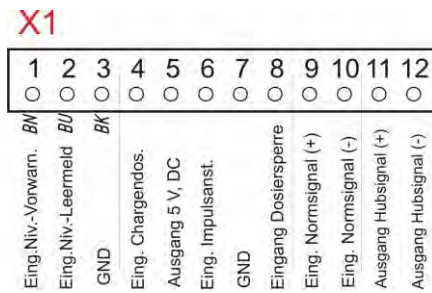 X1
1 2 3 4 5 6 7 8 9 10 11 12
BN BU BK
Eing.Niv.-Vorwarn.
Eing.Niv.-Leermeld
GND
Eing. Chargendos.
Ausgang 5 V, DC
Eing. Impulsanst.
GND
Eingang Dosiersperre
Eing. Normsignal (+)
Eing. Normsignal (-)
Ausgang Hubsignal (+)
Ausgang Hubsignal (-)